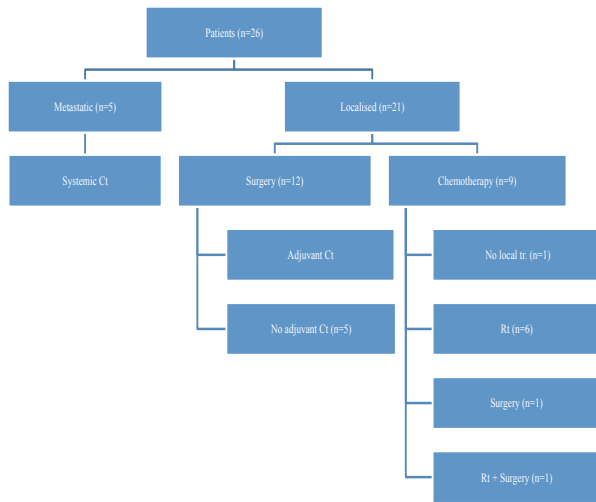 Patients (n=26)
Metastatic (n=5)
Localised (n=21)
Systemic Ct
Surgery (n=12)
Chemotherapy (n=9)
Adjuvant Ct
No local tr. (n=1)
No adjuvant Ct (n=5)
Rt (n=6)
Surgery (n=1)
Rt + Surgery (n=1)